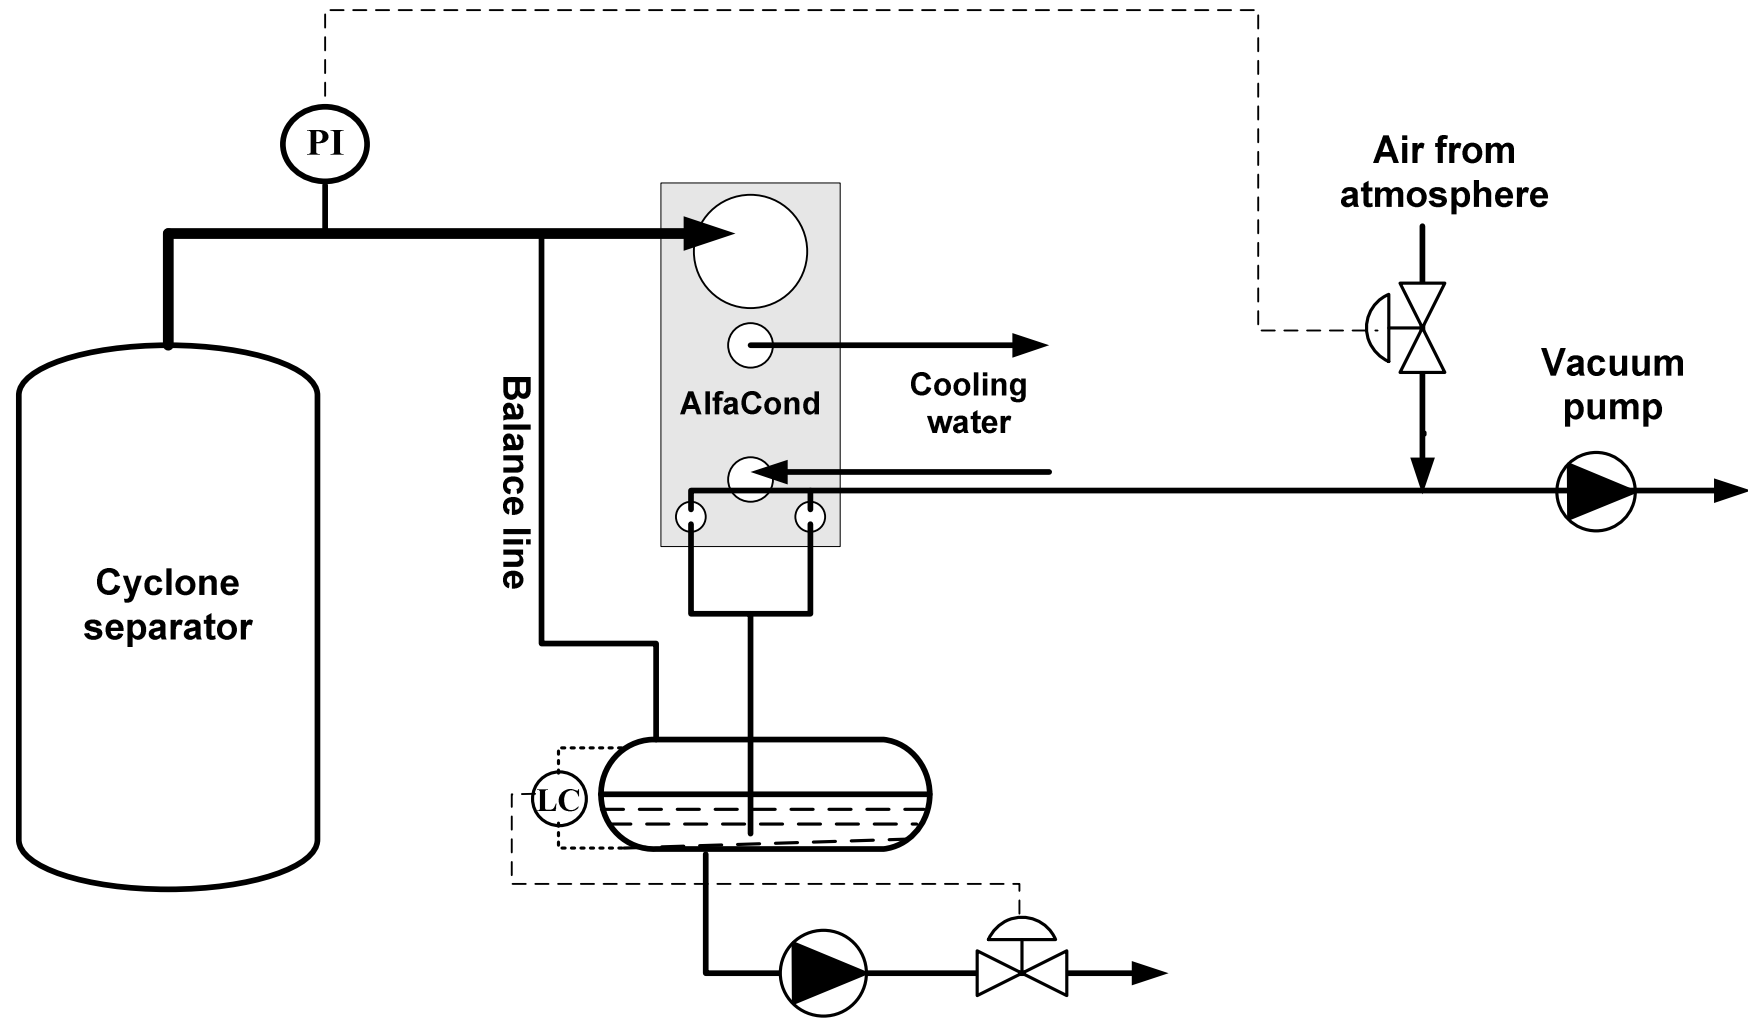 PI
Air from
atmosphere
Vacuum
pump
Cooling
water
AlfaCond
Balance line
Cyclone
separator
LC